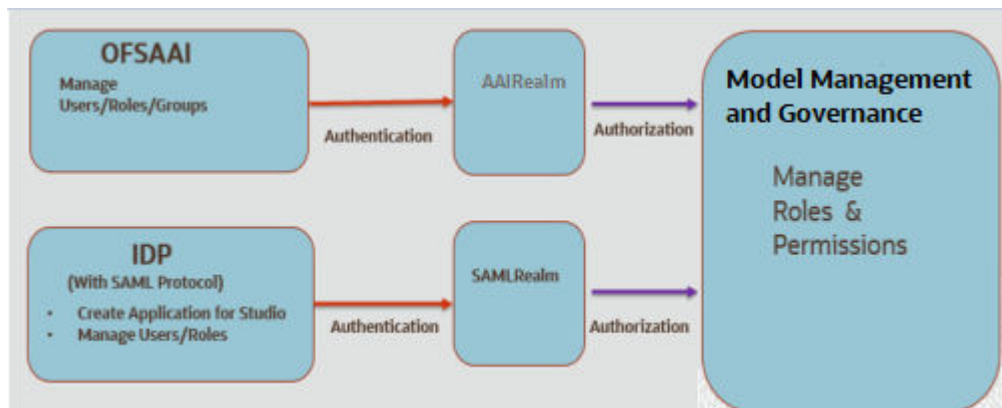 OFSAAI
Manage
Users/Roles/Groups
Authentication
AAIRealm
Authorization
Model Management
and Governance
Manage
Roles &
Permissions
IDP
(With SAML Protocol)
• Create Application for Studio
• Manage Users/Roles
Authentication
SAMLRealm
Authorization